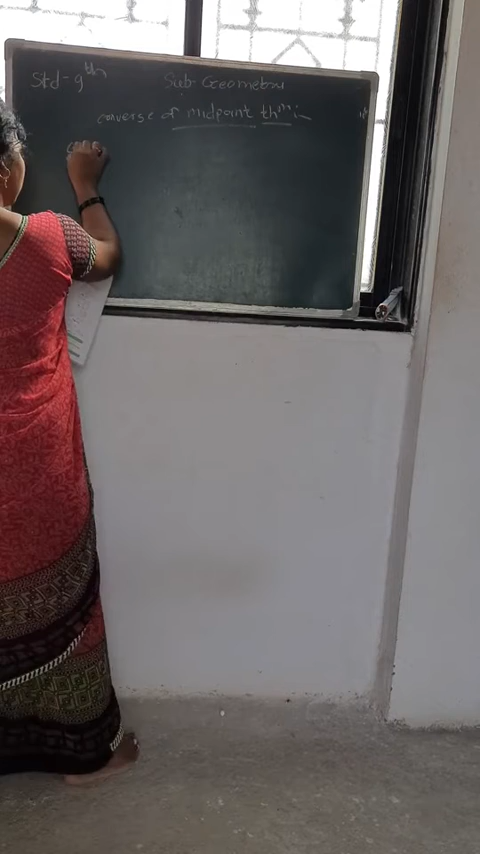 Std-9th Sub Geometry
converse of midpoint thm :-